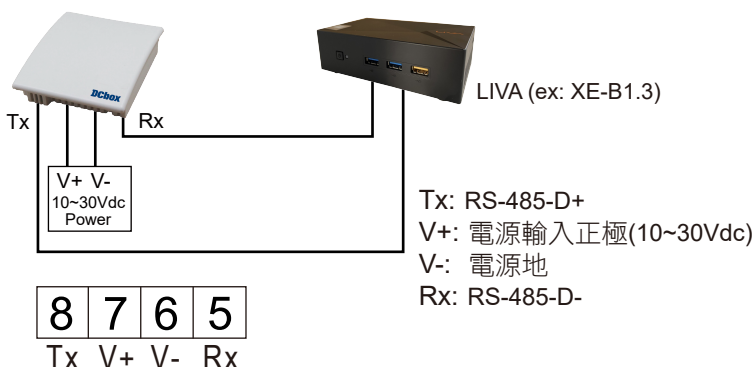 DCbox
LIVA (ex: XE-B1.3)
Tx
Rx
V+ V-
10~30Vdc
Power
Tx: RS-485-D+
V+: 電源輸入正極(10~30Vdc)
V-: 電源地
Rx: RS-485-D-
8 7 6 5
Tx V+ V- Rx